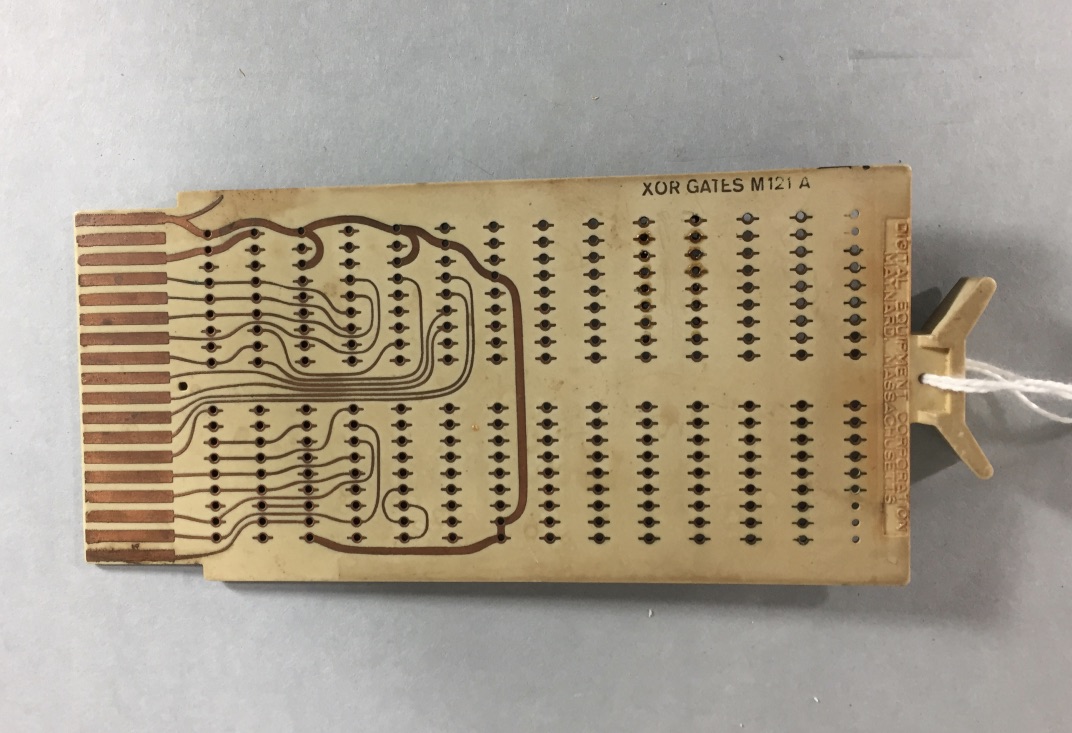 XOR GATES M121 A
DIGITAL EQUIPMENT CORPORATION
MAYNARD, MASSACHUSETTS